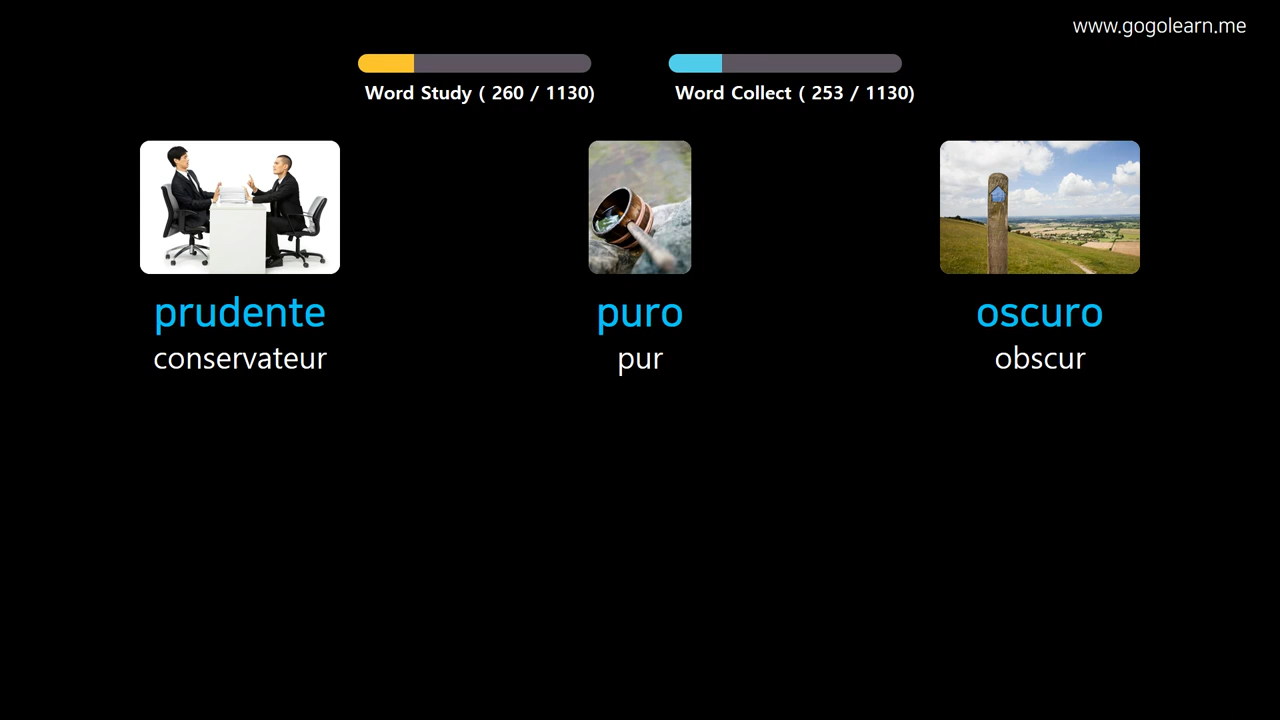 www.gogolearn.me
Word Study ( 260 / 1130)
Word Collect ( 253 / 1130)
prudente
conservateur
puro
pur
oscuro
obscur